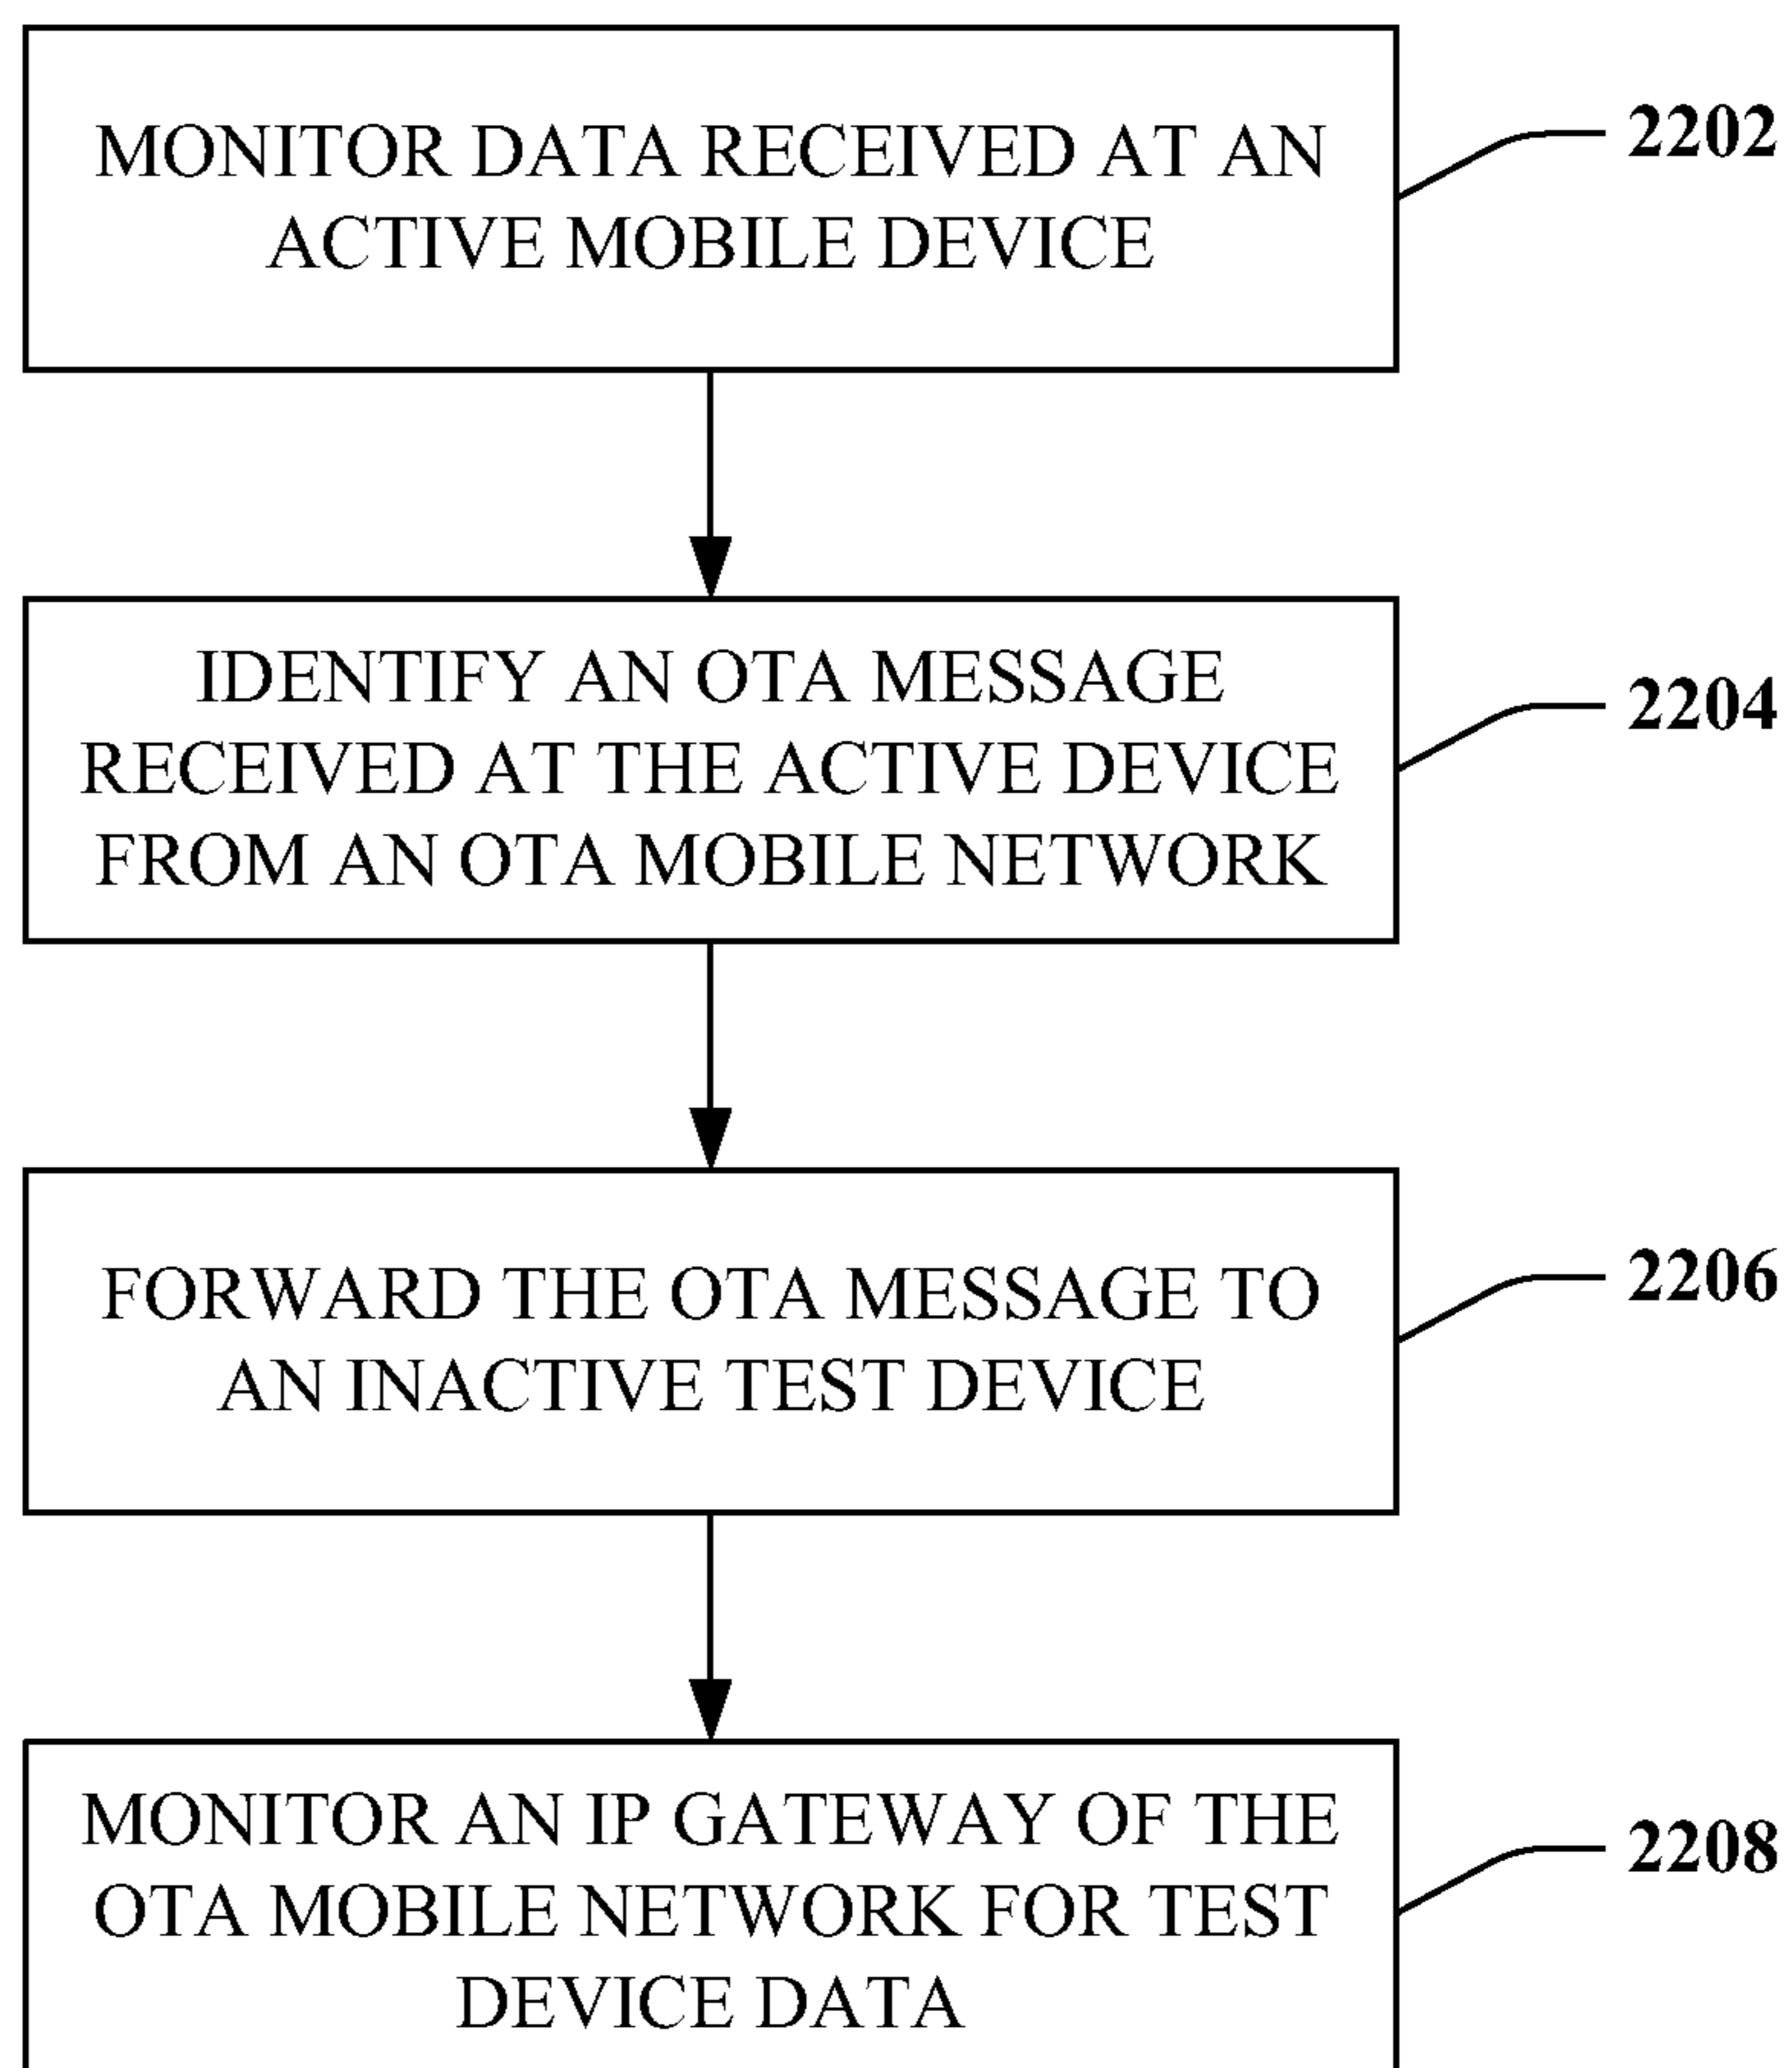 MONITOR DATA RECEIVED AT AN
ACTIVE MOBILE DEVICE
2202
IDENTIFY AN OTA MESSAGE
RECEIVED AT THE ACTIVE DEVICE
FROM AN OTA MOBILE NETWORK
2204
FORWARD THE OTA MESSAGE TO
AN INACTIVE TEST DEVICE
2206
MONITOR AN IP GATEWAY OF THE
OTA MOBILE NETWORK FOR TEST
DEVICE DATA
2208